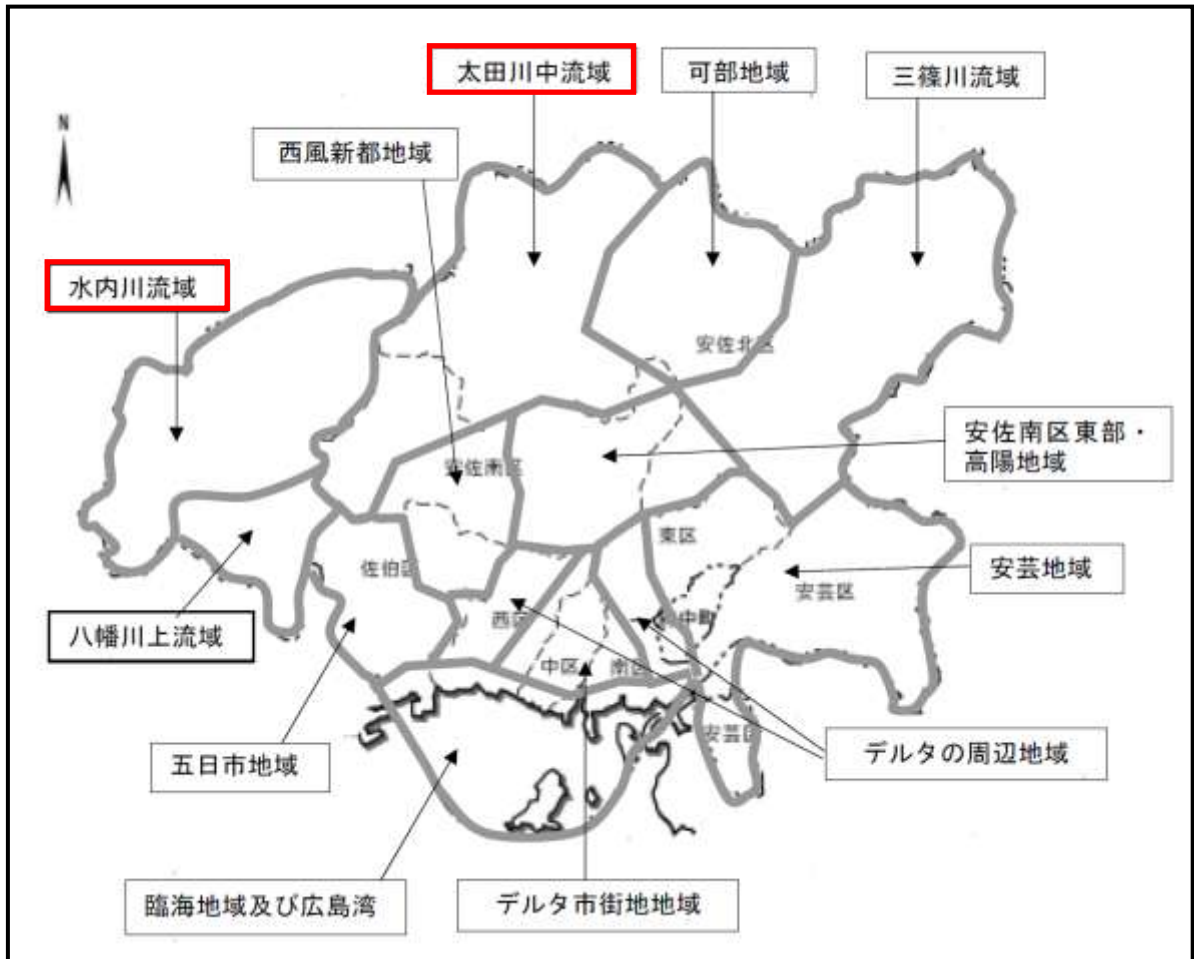 太田川中流域
可部地域
三篠川流域
N
西風新都地域
水内川流域
安佐北区
安佐南区東部・
高陽地域
安佐南区
東区
佐伯区
安芸地域
安芸区
八幡川上流域
西区
中町
中区
南区
安芸区
五日市地域
デルタの周辺地域
臨海地域及び広島湾
デルタ市街地地域